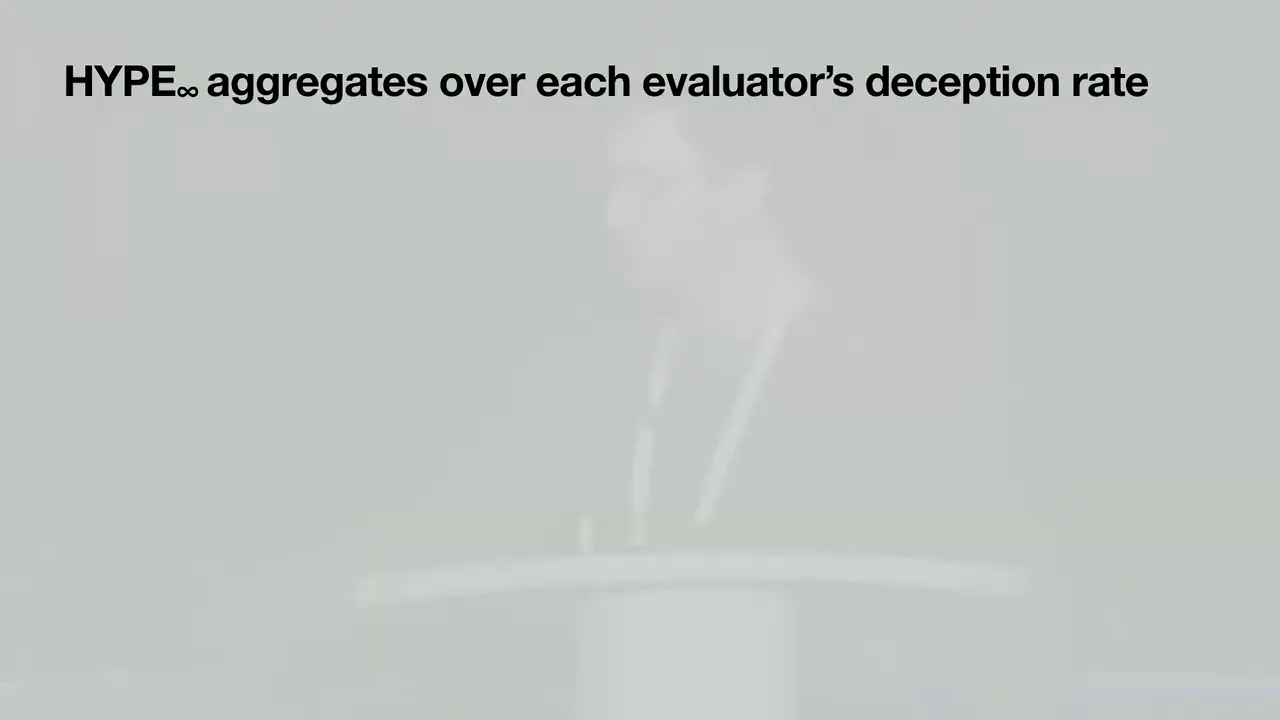 HYPE∞ aggregates over each evaluator’s deception rate